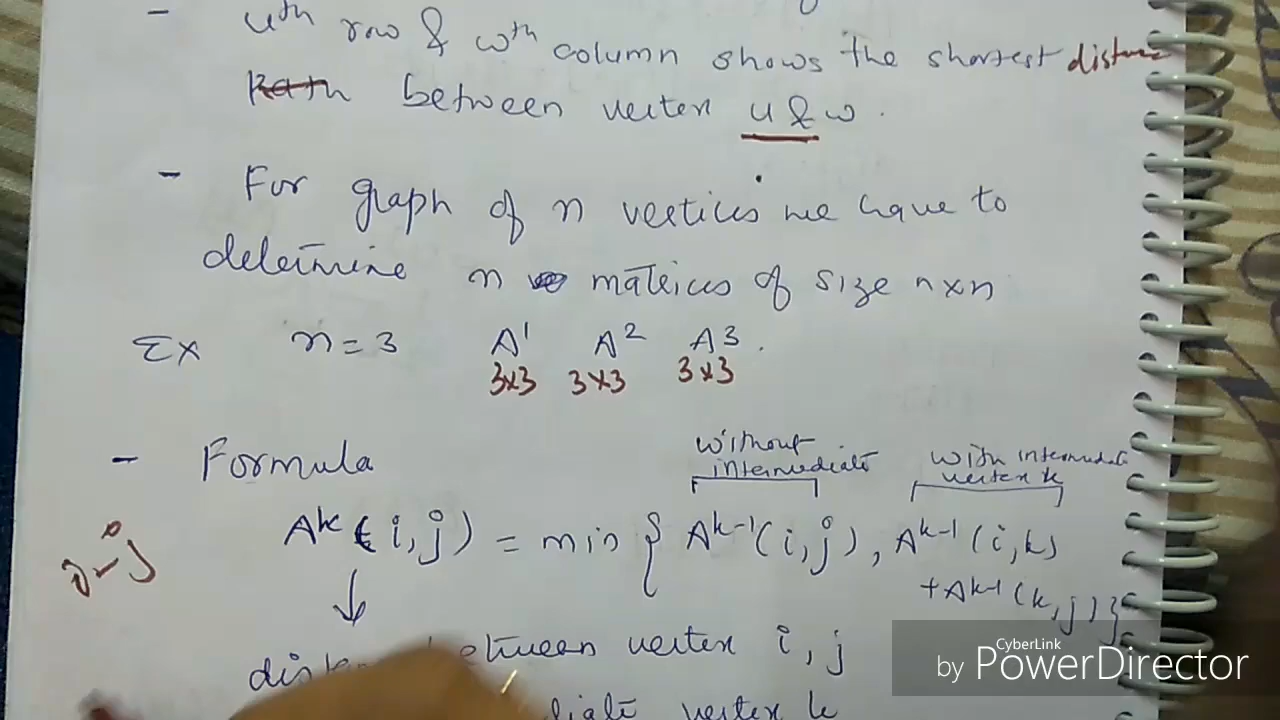 - uth row & wth column shows the shortest distance
Path between vertex u & w.
- For graph of n vertices we have to
determine n matrices of size n×n
Ex n=3 A¹ A² A3.
3×3 3×3 3×3
- Formula
without
intermediate
with intermediate
vertex k
i j
Aᵏ(i,j) = min { Aᵏ⁻¹(i,j), Aᵏ⁻¹(i,k)
+Aᵏ⁻¹(k,j)}
↓
between vertex i, j
vertex k
CyberLink
by PowerDirector